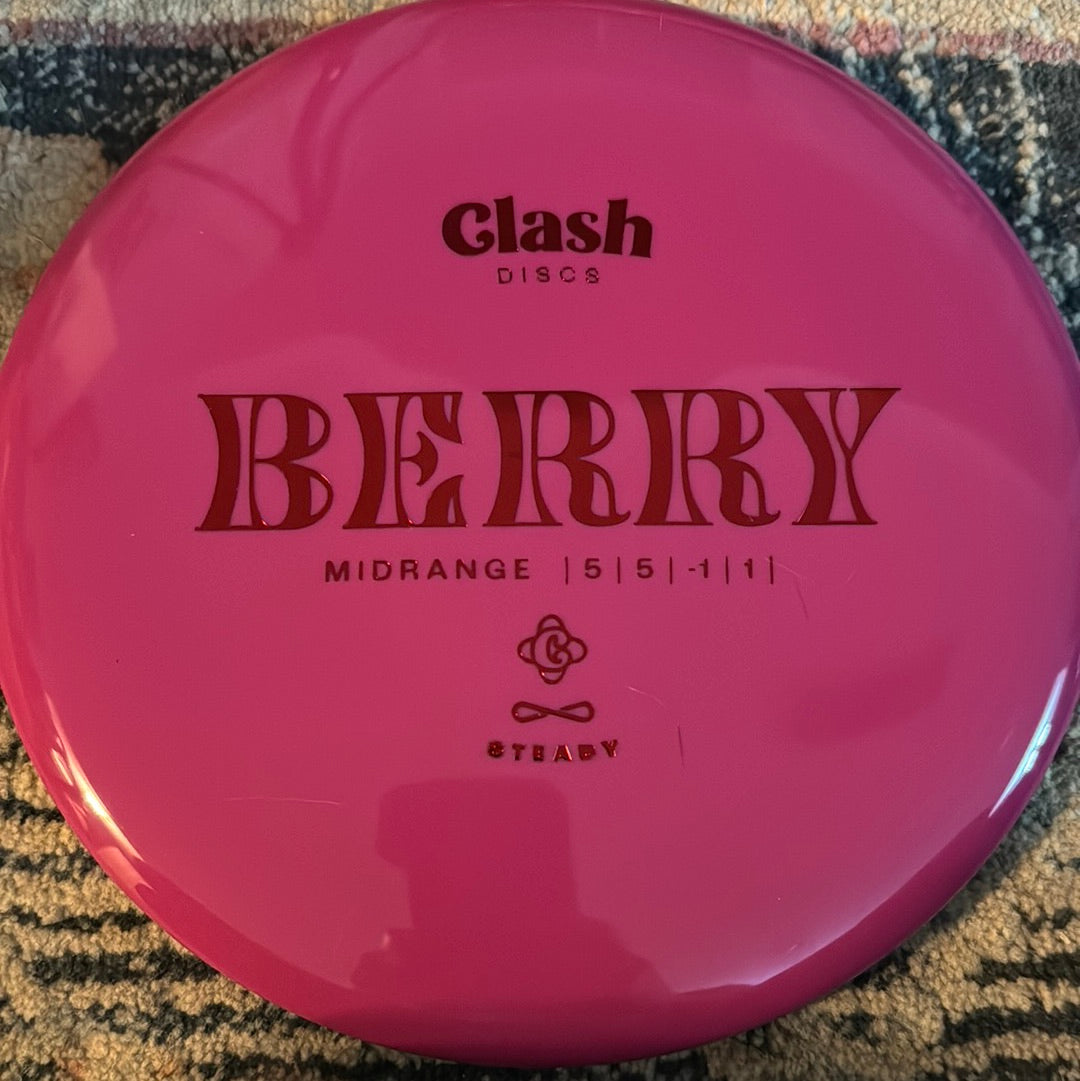 Clash
DISCS
BERRY
MIDRANGE | 5 | 5 | -1 | 1 |
C
STEADY